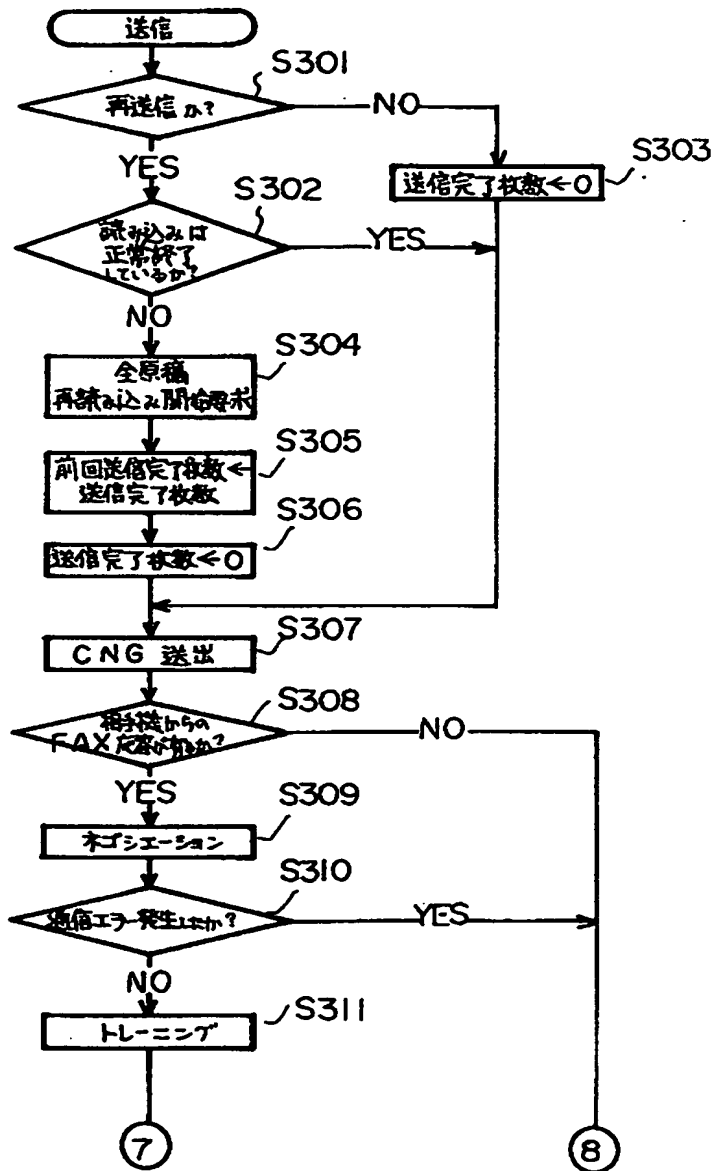 送信
S301
再送信か?
NO
YES
S303
送信完了枚数←0
S302
読み込みは
正常終了
しているか?
YES
NO
S304
全原稿
再読み込み開始要求
S305
前回送信完了枚数←
送信完了枚数
S306
送信完了枚数←0
S307
CNG 送出
S308
相手機からの
FAX応答が有るか?
NO
YES
S309
ネゴシエーション
S310
通信エラー発生したか?
YES
NO
S311
トレーニング
7
8